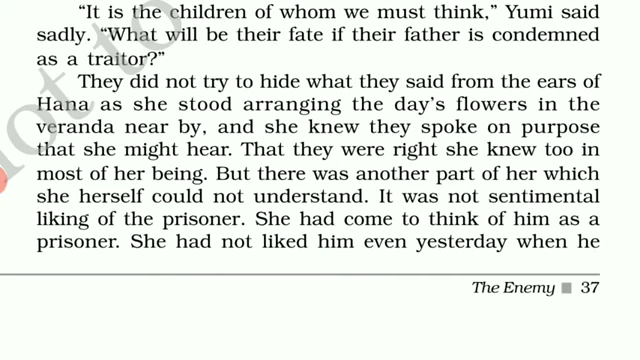 “It is the children of whom we must think,” Yumi said
sadly. “What will be their fate if their father is condemned
as a traitor?”
They did not try to hide what they said from the ears of
Hana as she stood arranging the day’s flowers in the
veranda near by, and she knew they spoke on purpose
that she might hear. That they were right she knew too in
most of her being. But there was another part of her which
she herself could not understand. It was not sentimental
liking of the prisoner. She had come to think of him as a
prisoner. She had not liked him even yesterday when he
The Enemy ■ 37
not to